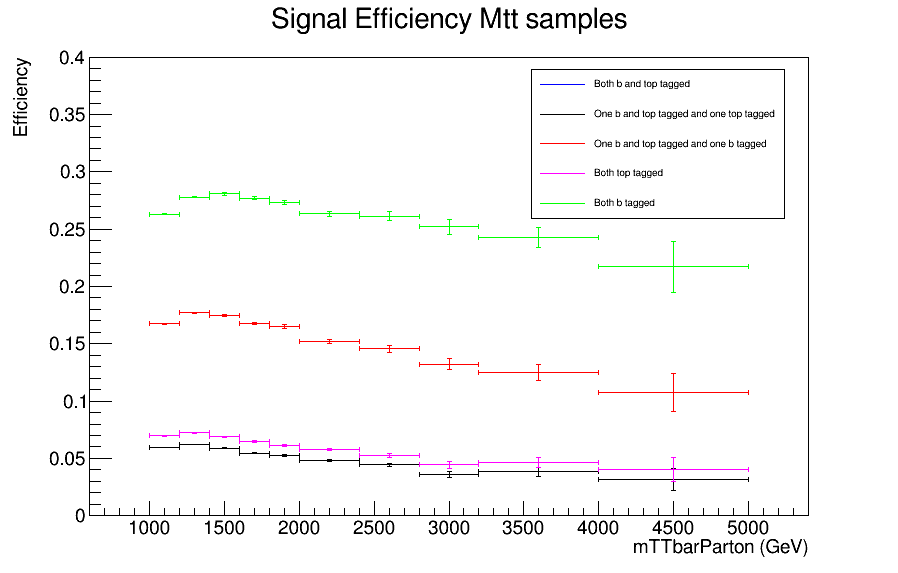 Signal Efficiency Mtt samples
Efficiency
0.4
0.35
0.3
0.25
0.2
0.15
0.1
0.05
0
Both b and top tagged
One b and top tagged and one top tagged
One b and top tagged and one b tagged
Both top tagged
Both b tagged
1000 1500 2000 2500 3000 3500 4000 4500 5000
mTTbarParton (GeV)